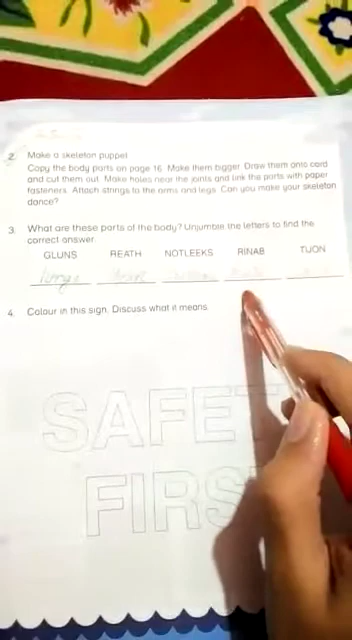 2. Make a skeleton puppet
Copy the body parts on page 16. Make them bigger. Draw them onto card
and cut them out. Make holes near the joints and link the parts with paper
fasteners. Attach strings to the arms and legs. Can you make your skeleton
dance?
3. What are these parts of the body? Unjumble the letters to find the
correct answer.
GLUNS REATH NOTLEEKS RINAB TIJON
lungs
4. Colour in this sign. Discuss what it means.
SAFET
FIRS